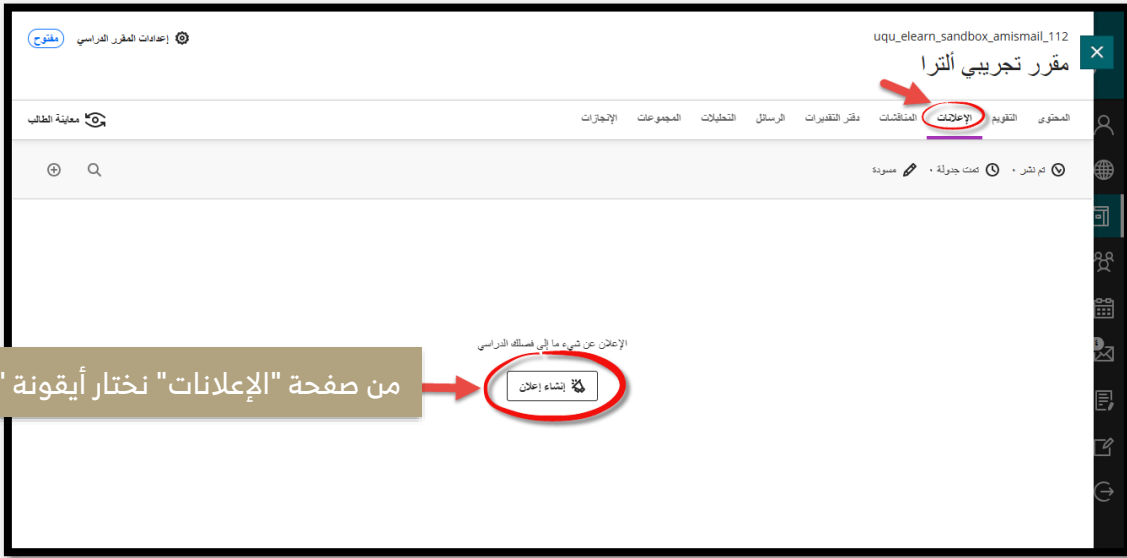 uqu_elearn_sandbox_amismail_112
مقرر تجريبي ألترا
إعدادات المقرر الدراسي
مفتوح
المحتوى التقويم الإعلانات المناقشات دفتر التقديرات الرسائل التحليلات المجموعات الإنجازات
معاينة الطالب
تم نشر · تمت جدولة · مسودة
الإعلان عن شيء ما إلى فصلك الدراسي
إنشاء إعلان
من صفحة "الإعلانات" نختار أيقونة "